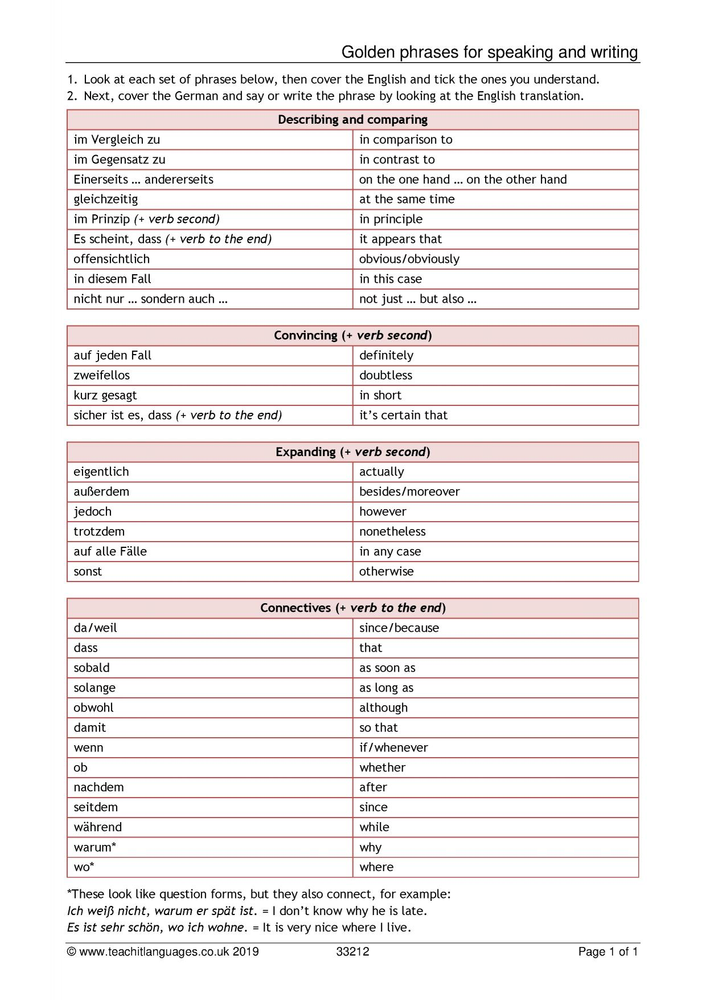 Golden phrases for speaking and writing
1. Look at each set of phrases below, then cover the English and tick the ones you understand.
2. Next, cover the German and say or write the phrase by looking at the English translation.
Describing and comparing
im Vergleich zu in comparison to
im Gegensatz zu in contrast to
Einerseits … andererseits on the one hand … on the other hand
gleichzeitig at the same time
im Prinzip (+ verb second) in principle
Es scheint, dass (+ verb to the end) it appears that
offensichtlich obvious/obviously
in diesem Fall in this case
nicht nur … sondern auch … not just … but also …
Convincing (+ verb second)
auf jeden Fall definitely
zweifellos doubtless
kurz gesagt in short
sicher ist es, dass (+ verb to the end) it’s certain that
Expanding (+ verb second)
eigentlich actually
außerdem besides/moreover
jedoch however
trotzdem nonetheless
auf alle Fälle in any case
sonst otherwise
Connectives (+ verb to the end)
da/weil since/because
dass that
sobald as soon as
solange as long as
obwohl although
damit so that
wenn if/whenever
ob whether
nachdem after
seitdem since
während while
warum* why
wo* where
*These look like question forms, but they also connect, for example:
Ich weiß nicht, warum er spät ist. = I don’t know why he is late.
Es ist sehr schön, wo ich wohne. = It is very nice where I live.
© www.teachitlanguages.co.uk 2019 33212 Page 1 of 1